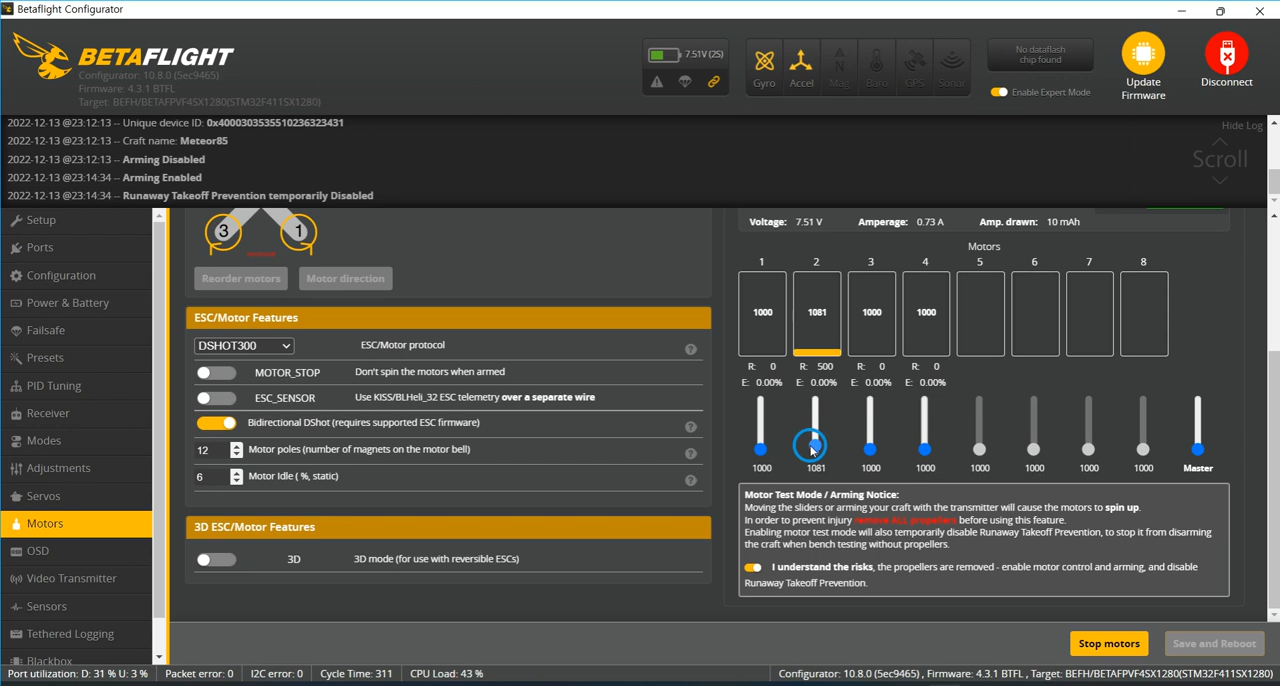 Betaflight Configurator
BETAFLIGHT
Configurator: 10.8.0 (5ec9465)
Firmware: 4.3.1 BTFL
Target: BEFH/BETAFPVF4SX1280(STM32F411SX1280)
7.51V (2S)
Gyro Accel Mag Baro GPS Sonar
No dataflash
chip found
Enable Expert Mode
Update
Firmware
Disconnect
2022-12-13 @23:12:13 -- Unique device ID: 0x4000303535510236323431
2022-12-13 @23:12:13 -- Craft name: Meteor85
2022-12-13 @23:12:13 -- Arming Disabled
2022-12-13 @23:14:34 -- Arming Enabled
2022-12-13 @23:14:34 -- Runaway Takeoff Prevention temporarily Disabled
Hide Log
Scroll
Setup
Ports
Configuration
Power & Battery
Failsafe
Presets
PID Tuning
Receiver
Modes
Adjustments
Servos
Motors
OSD
Video Transmitter
Sensors
Tethered Logging
Blackbox
3 1
Reorder motors Motor direction
ESC/Motor Features
DSHOT300 ESC/Motor protocol
MOTOR_STOP Don't spin the motors when armed
ESC_SENSOR Use KISS/BLHeli_32 ESC telemetry over a separate wire
Bidirectional DShot (requires supported ESC firmware)
12 Motor poles (number of magnets on the motor bell)
6 Motor Idle ( %, static)
3D ESC/Motor Features
3D 3D mode (for use with reversible ESCs)
Voltage: 7.51 V Amperage: 0.73 A Amp. drawn: 10 mAh
Motors
1 2 3 4 5 6 7 8
1000 1081 1000 1000
R: 0 R: 500 R: 0 R: 0
E: 0.00% E: 0.00% E: 0.00% E: 0.00%
1000 1081 1000 1000 1000 1000 1000 1000 Master
Motor Test Mode / Arming Notice:
Moving the sliders or arming your craft with the transmitter will cause the motors to spin up.
In order to prevent injury remove ALL propellers before using this feature.
Enabling motor test mode will also temporarily disable Runaway Takeoff Prevention, to stop it from disarming
the craft when bench testing without propellers.
I understand the risks, the propellers are removed - enable motor control and arming, and disable
Runaway Takeoff Prevention.
Stop motors Save and Reboot
Port utilization: D: 31 % U: 3 % Packet error: 0 I2C error: 0 Cycle Time: 311 CPU Load: 43 % Configurator: 10.8.0 (5ec9465) , Firmware: 4.3.1 BTFL , Target: BEFH/BETAFPVF4SX1280(STM32F411SX1280)